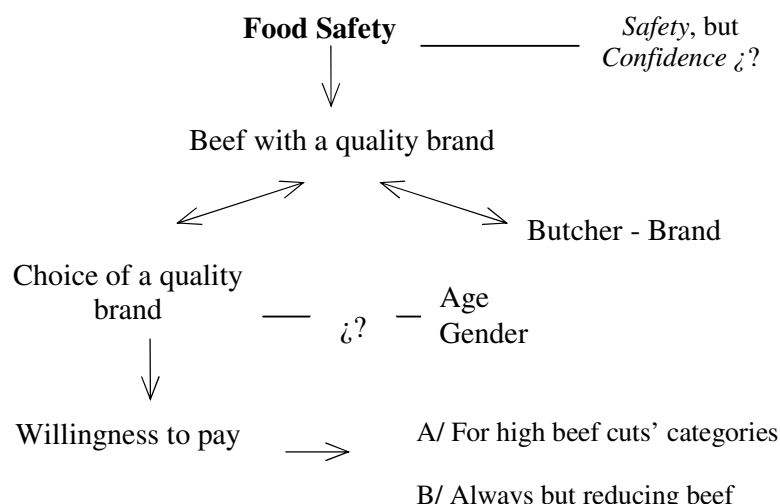 Food Safety
Safety, but
Confidence ¿?
Beef with a quality brand
Butcher - Brand
Choice of a quality
brand
¿?
Age
Gender
Willingness to pay
A/ For high beef cuts’ categories
B/ Always but reducing beef